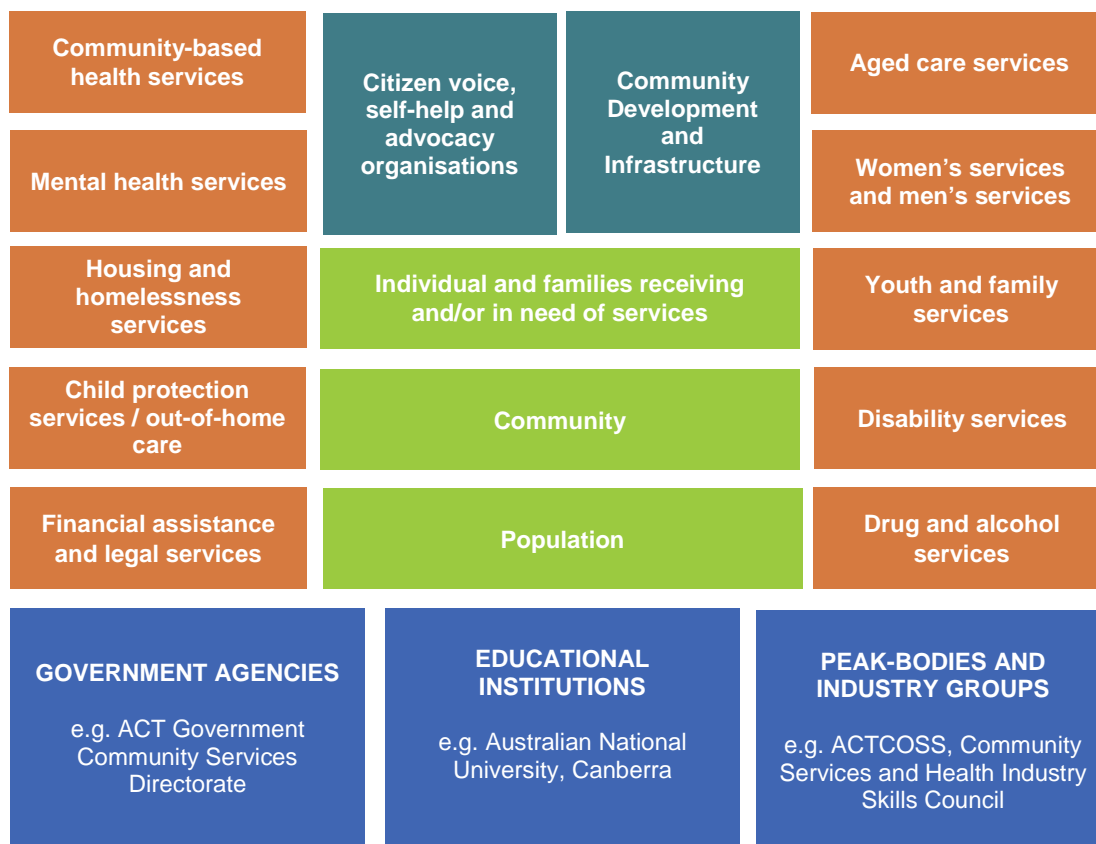 Community-based
health services
Citizen voice,
self-help and
advocacy
organisations
Community
Development
and
Infrastructure
Aged care services
Mental health services
Women’s services
and men’s services
Housing and
homelessness
services
Individual and families receiving
and/or in need of services
Youth and family
services
Child protection
services / out-of-home
care
Community
Disability services
Financial assistance
and legal services
Population
Drug and alcohol
services
GOVERNMENT AGENCIES
e.g. ACT Government
Community Services
Directorate
EDUCATIONAL
INSTITUTIONS
e.g. Australian National
University, Canberra
PEAK-BODIES AND
INDUSTRY GROUPS
e.g. ACTCOSS, Community
Services and Health Industry
Skills Council